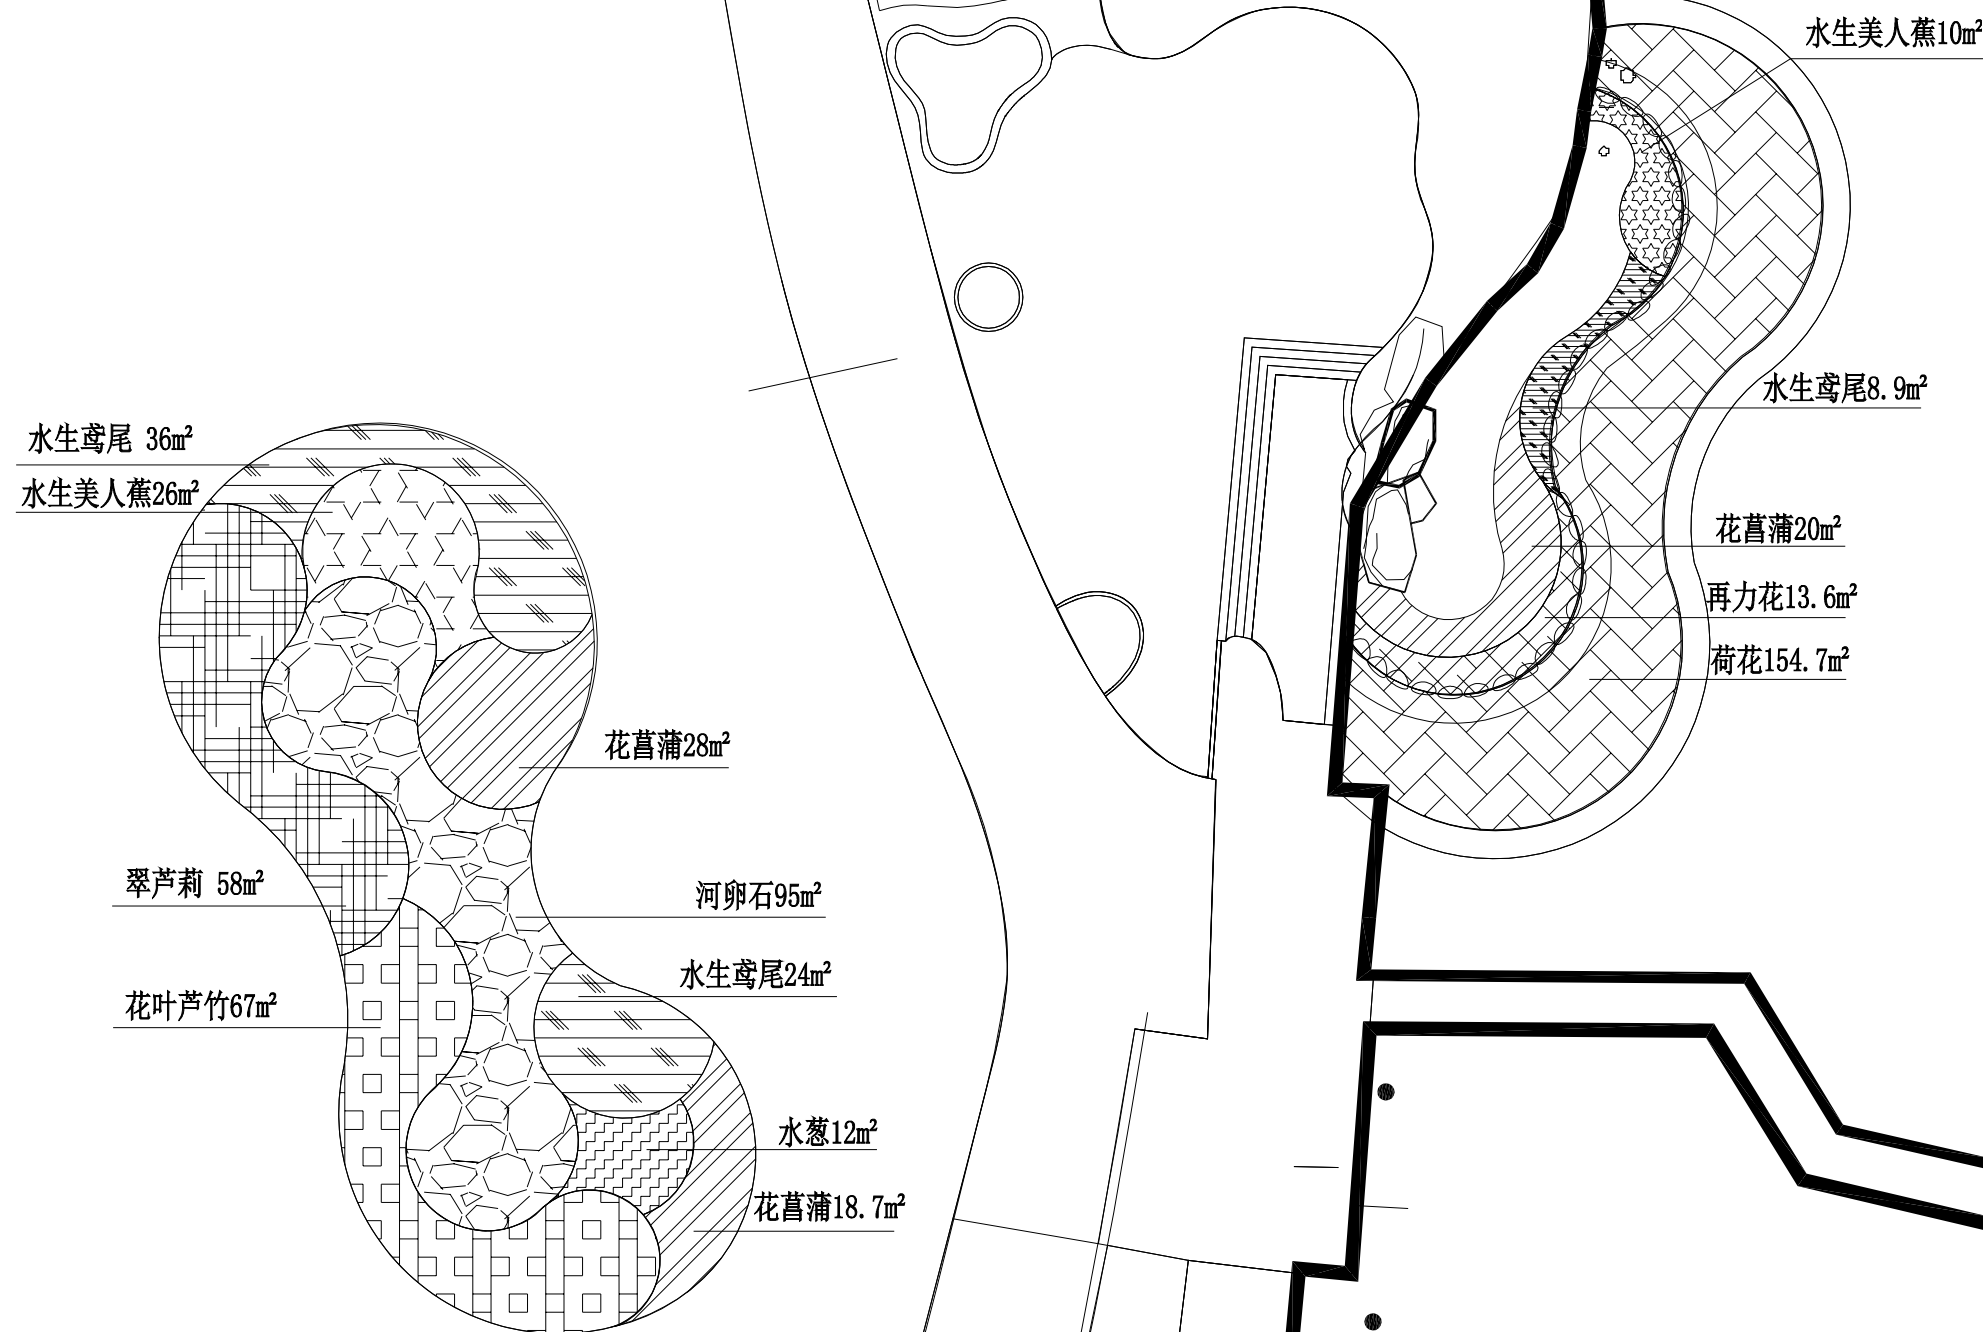 水生美人蕉10m²
水生鸢尾8.9m²
水生鸢尾 36m²
水生美人蕉26m²
花菖蒲20m²
再力花13.6m²
荷花154.7m²
花菖蒲28m²
翠芦莉 58m²
河卵石95m²
水生鸢尾24m²
花叶芦竹67m²
水葱12m²
花菖蒲18.7m²